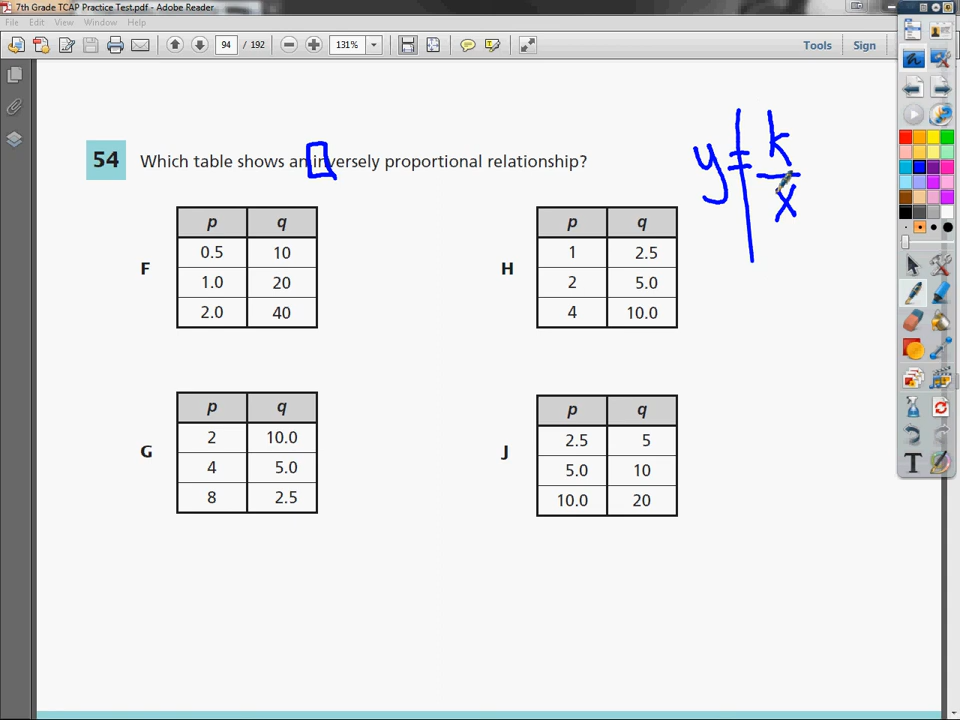 7th Grade TCAP Practice Test.pdf - Adobe Reader
File Edit View Window Help
94 / 192 131% Tools Sign
54 Which table shows an inversely proportional relationship?
y = k
x
F
p q
0.5 10
1.0 20
2.0 40
H
p q
1 2.5
2 5.0
4 10.0
G
p q
2 10.0
4 5.0
8 2.5
J
p q
2.5 5
5.0 10
10.0 20
T